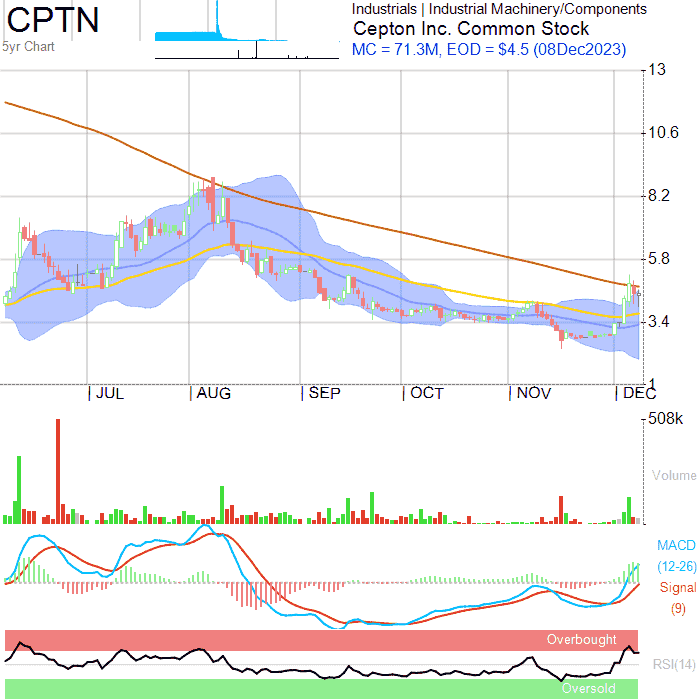 CPTN
5yr Chart
Industrials | Industrial Machinery/Components
Cepton Inc. Common Stock
MC = 71.3M, EOD = $4.5 (08Dec2023)
13
10.6
8.2
5.8
3.4
1
JUL AUG SEP OCT NOV DEC
508k
Volume
MACD
(12-26)
Signal
(9)
Overbought
RSI(14)
Oversold